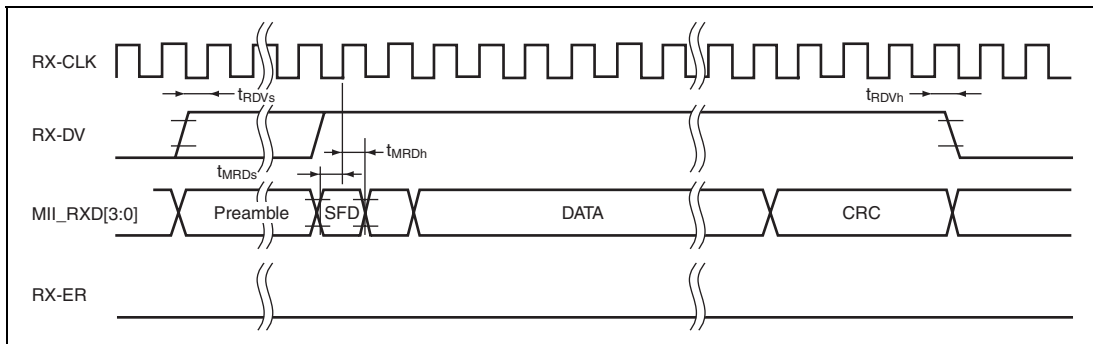 RX-CLK
tRDVs
tRDVh
RX-DV
tMRDh
tMRDs
MII_RXD[3:0]
Preamble
SFD
DATA
CRC
RX-ER